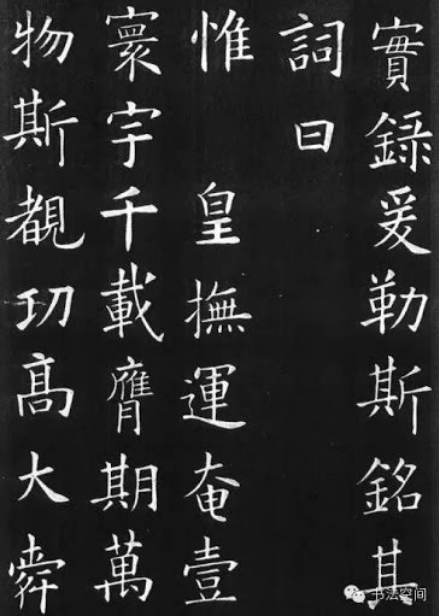 實録爰勒斯銘其
詞曰
惟皇撫運奄壹
寰宇千載膺期萬
物斯覩功高大舜
书法空间